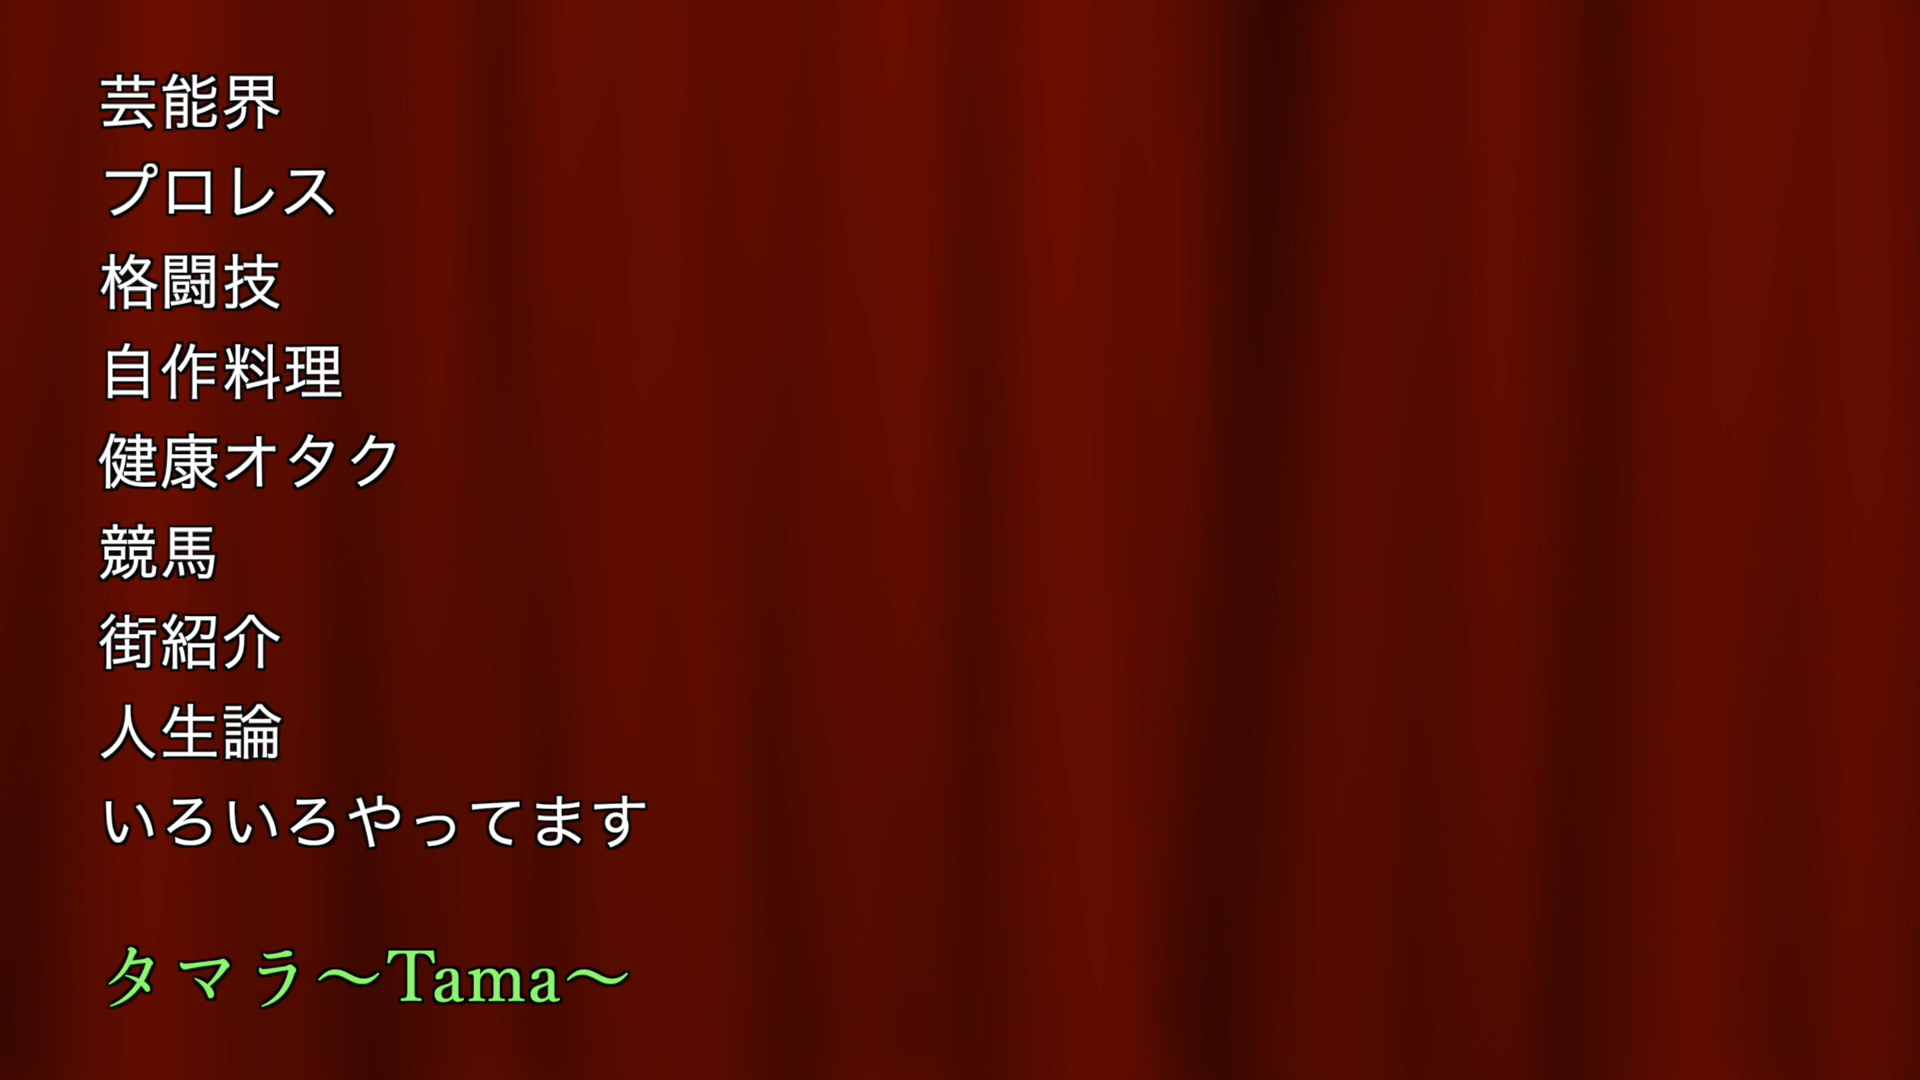 芸能界
プロレス
格闘技
自作料理
健康オタク
競馬
街紹介
人生論
いろいろやってます
タマラ〜Tama〜